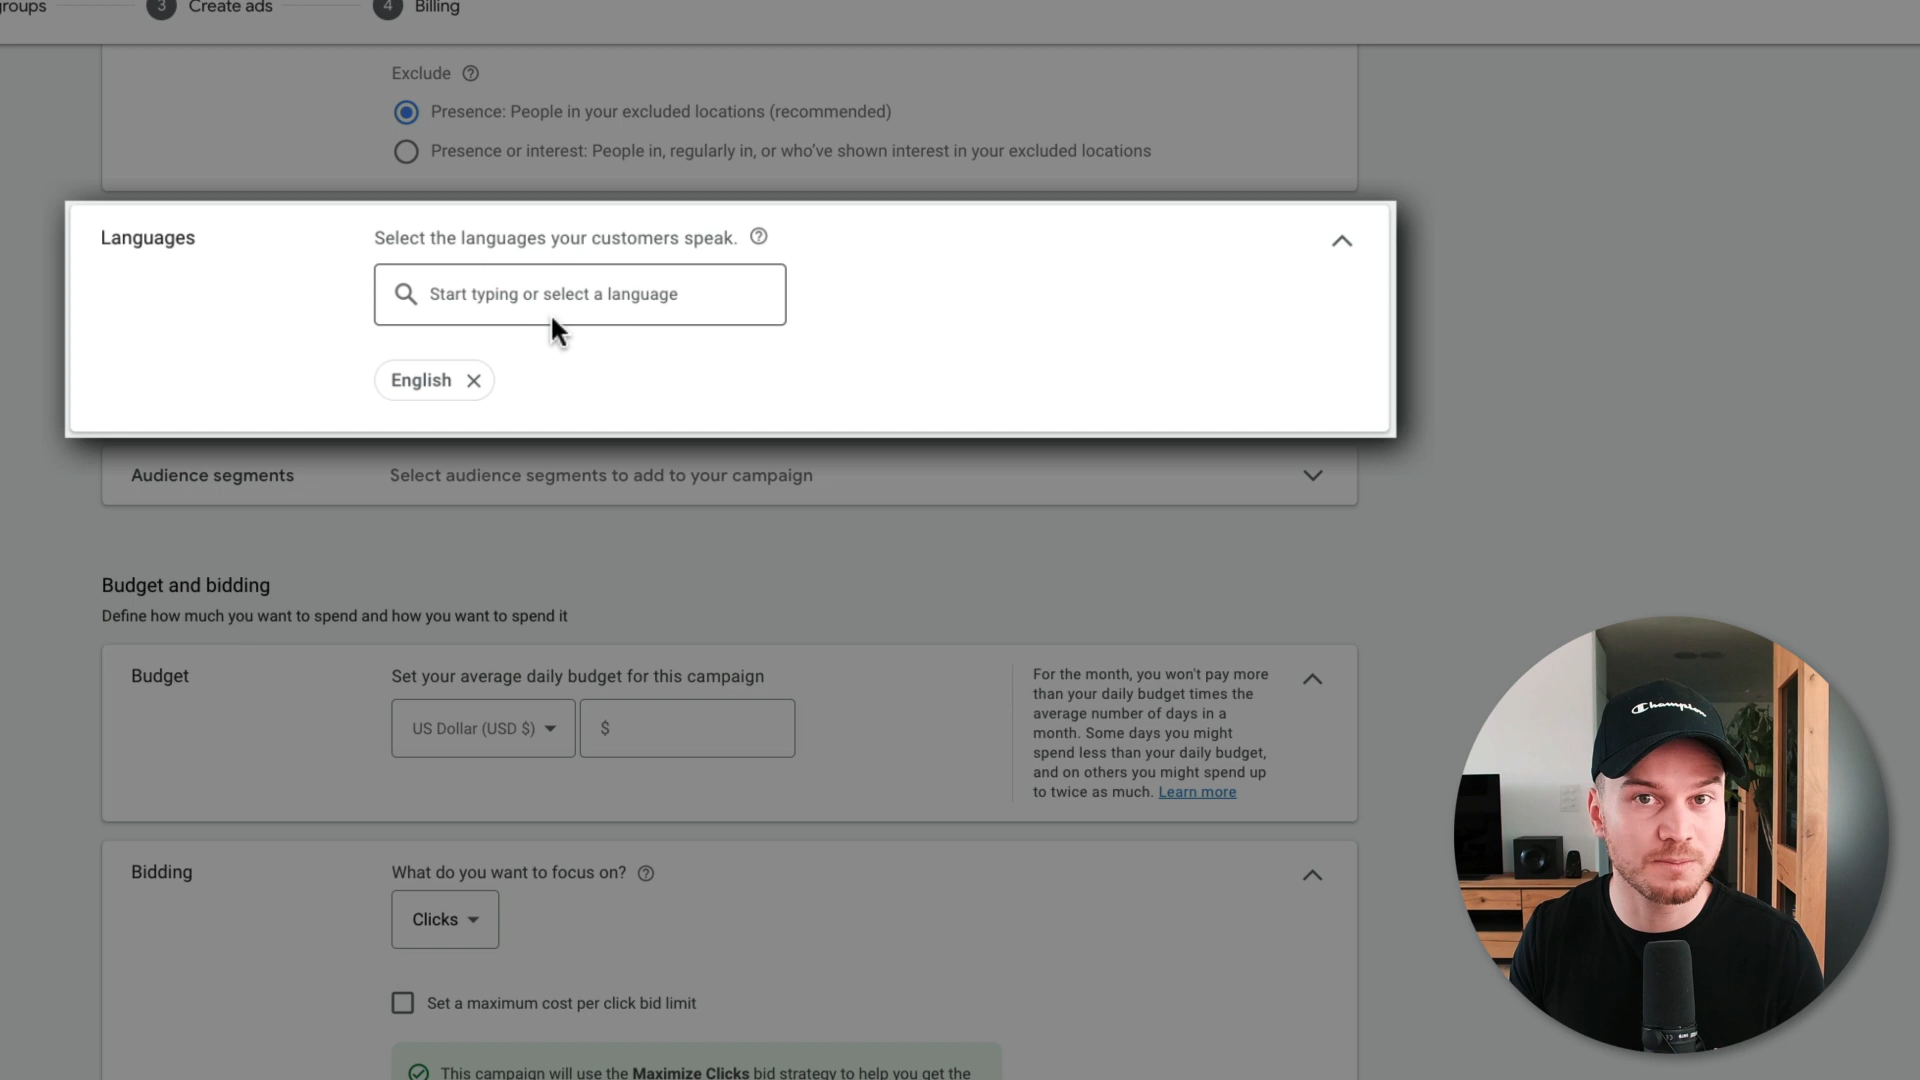 groups
3 Create ads
4 Billing
Exclude
Presence: People in your excluded locations (recommended)
Presence or interest: People in, regularly in, or who've shown interest in your excluded locations
Languages
Select the languages your customers speak.
Start typing or select a language
English
Audience segments
Select audience segments to add to your campaign
Budget and bidding
Define how much you want to spend and how you want to spend it
Budget
Set your average daily budget for this campaign
US Dollar (USD $)
$
For the month, you won't pay more
than your daily budget times the
average number of days in a
month. Some days you might
spend less than your daily budget,
and on others you might spend up
to twice as much. Learn more
Bidding
What do you want to focus on?
Clicks
Set a maximum cost per click bid limit
This campaign will use the Maximize Clicks bid strategy to help you get the
Champion